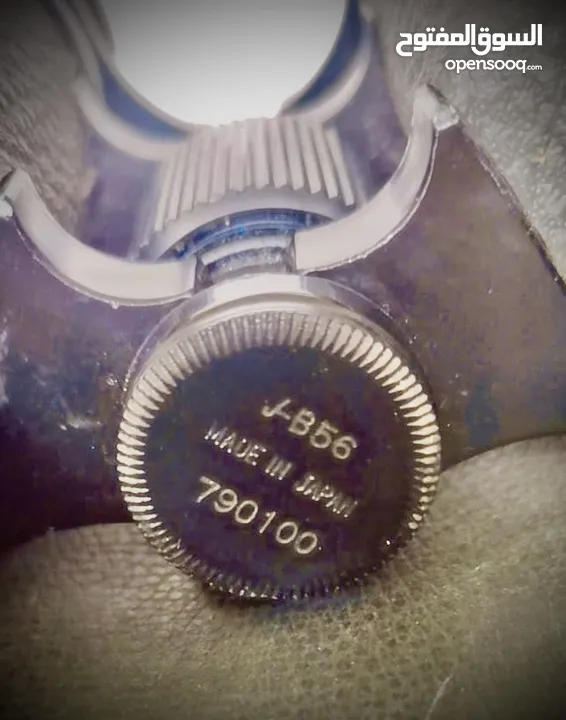 السوق المفتوح
opensooq.com
J-B56
MADE IN JAPAN
790100